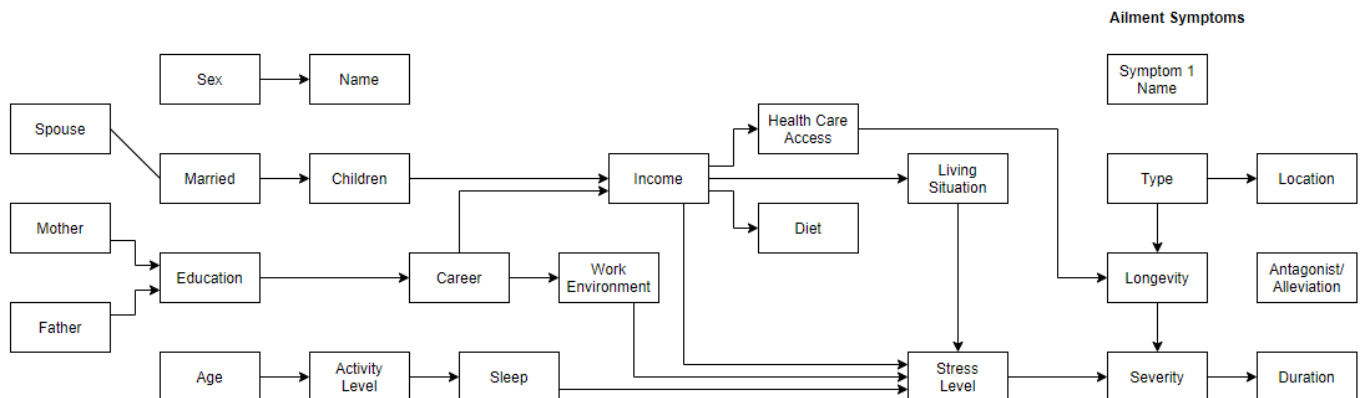 Ailment Symptoms
Sex
Name
Symptom 1
Name
Spouse
Health Care
Access
Married
Children
Income
Living
Situation
Type
Location
Mother
Diet
Education
Career
Work
Environment
Longevity
Antagonist/
Alleviation
Father
Age
Activity
Level
Sleep
Stress
Level
Severity
Duration